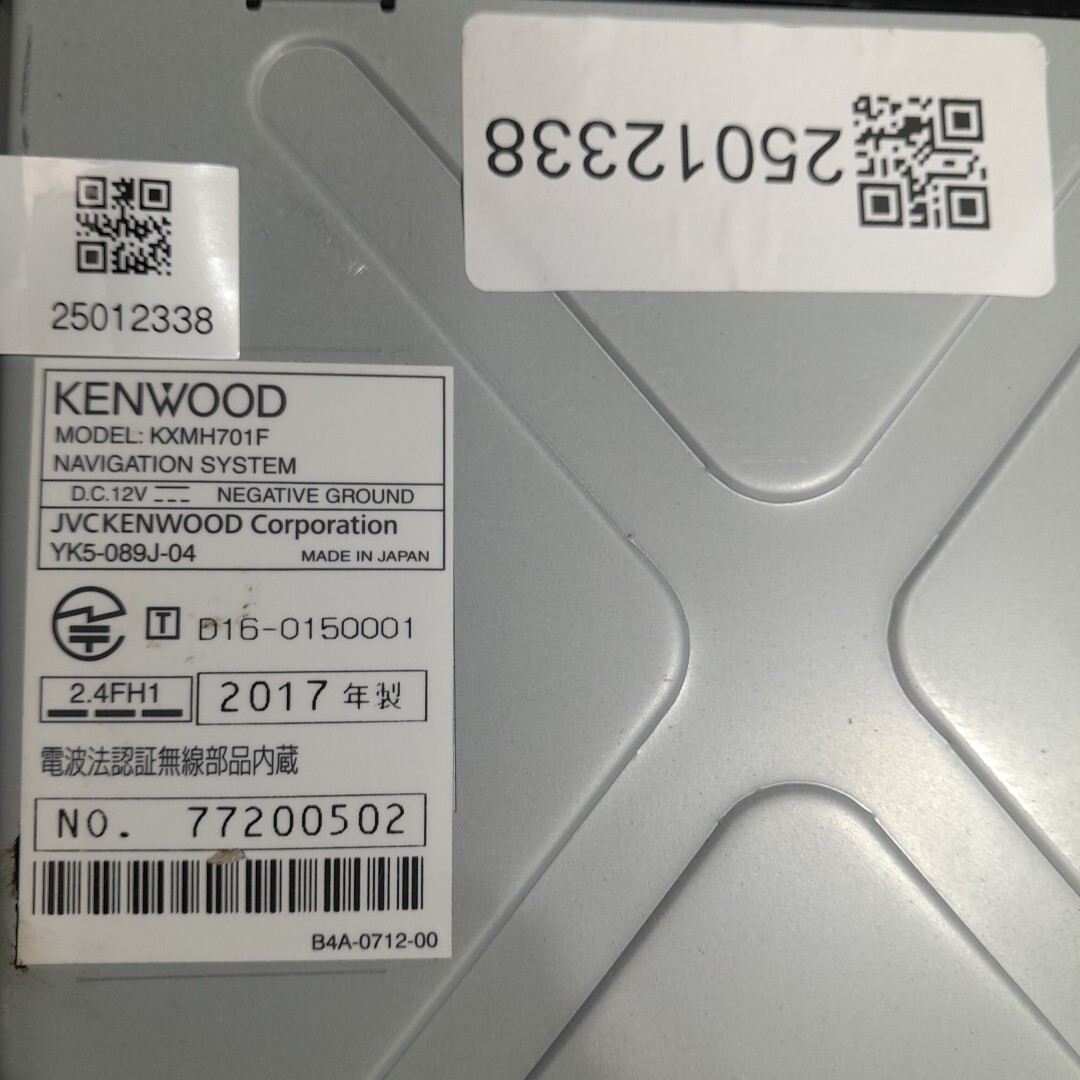 25012338
25012338
KENWOOD
MODEL: KXMH701F
NAVIGATION SYSTEM
D.C.12V NEGATIVE GROUND
JVCKENWOOD Corporation
YK5-089J-04 MADE IN JAPAN
T D16-0150001
2.4FH1 2017 年製
電波法認証無線部品内蔵
NO. 77200502
B4A-0712-00